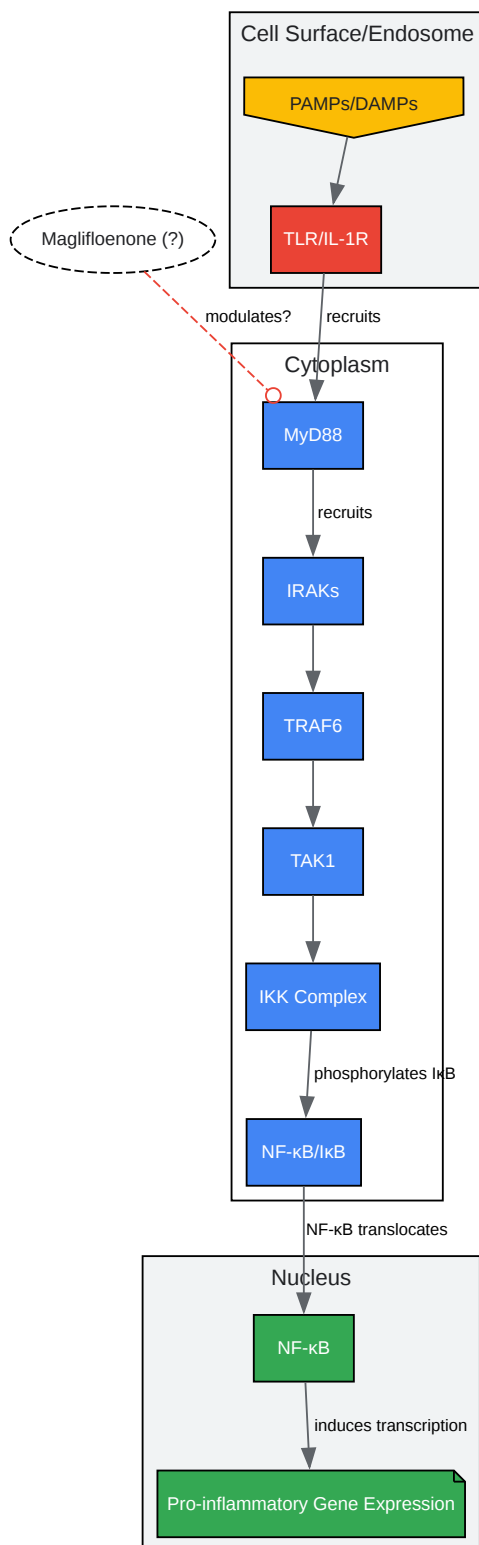 Cell Surface/Endosome
PAMPs/DAMPs
Maglifloenone (?)
TLR/IL-1R
modulates?
recruits
Cytoplasm
MyD88
recruits
IRAKs
TRAF6
TAK1
IKK Complex
phosphorylates IκB
NF-κB/IκB
NF-κB translocates
Nucleus
NF-κB
induces transcription
Pro-inflammatory Gene Expression